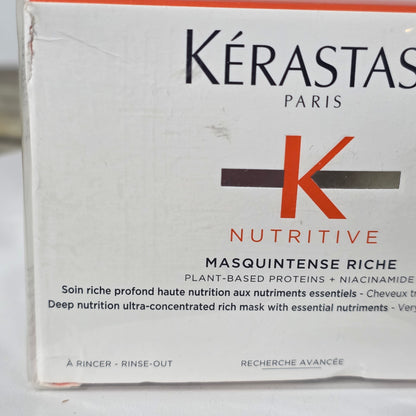 KÉRASTAS
PARIS
K
NUTRITIVE
MASQUINTENSE RICHE
PLANT-BASED PROTEINS + NIACINAMIDE
Soin riche profond haute nutrition aux nutriments essentiels - Cheveux t
Deep nutrition ultra-concentrated rich mask with essential nutriments - Very
À RINCER - RINSE-OUT
RECHERCHE AVANCÉE